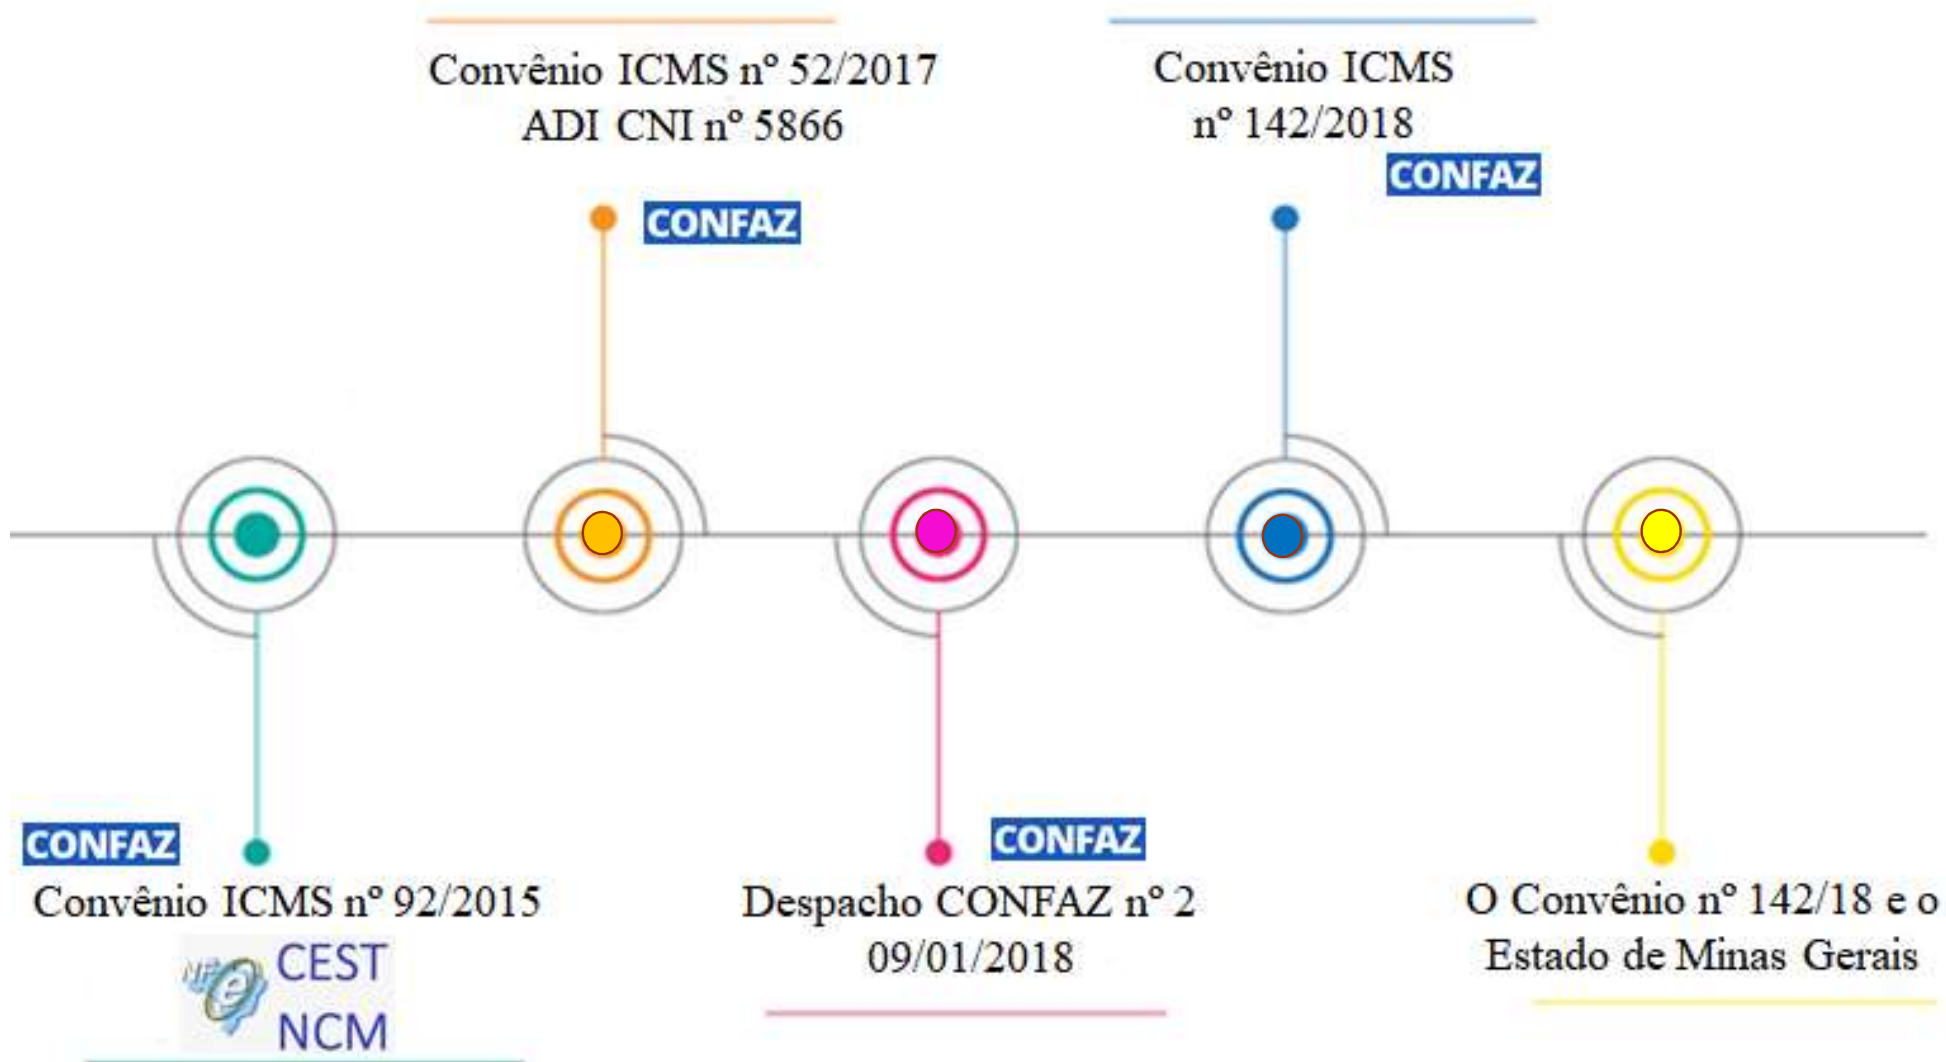 Convênio ICMS nº 52/2017
ADI CNI nº 5866
CONFAZ
Convênio ICMS
nº 142/2018
CONFAZ
CONFAZ
Convênio ICMS nº 92/2015
NF e
CEST
NCM
CONFAZ
Despacho CONFAZ nº 2
09/01/2018
O Convênio nº 142/18 e o
Estado de Minas Gerais